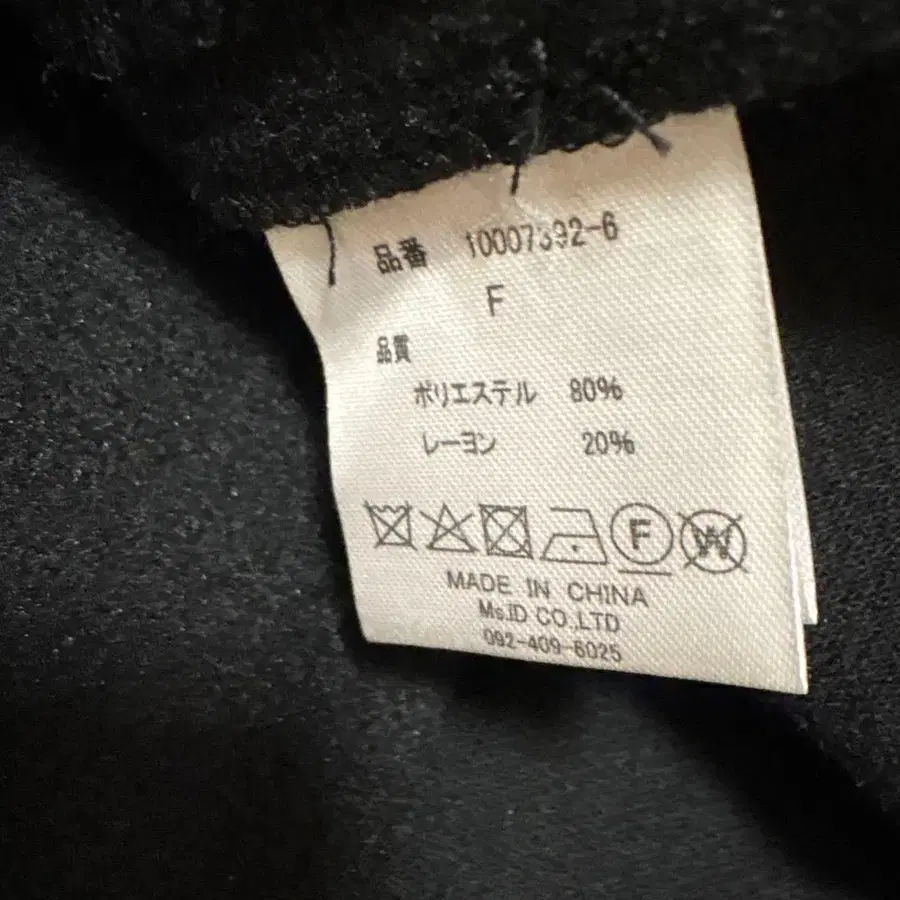 品番 10007392-6
F
品質
ポリエステル 80%
レーヨン 20%
F W
MADE IN CHINA
Ms.ID CO.,LTD
092-409-6025